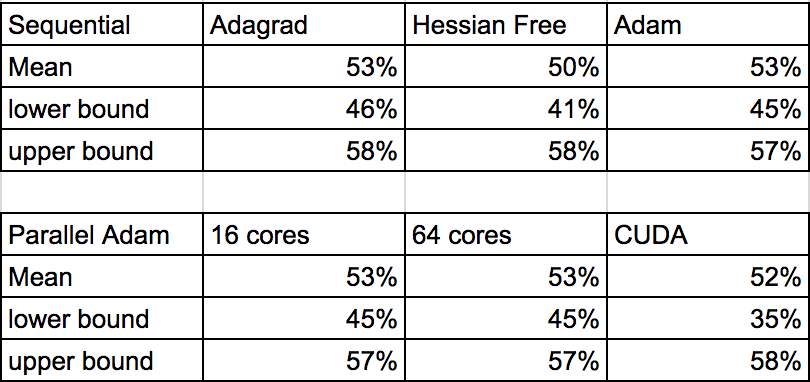 Sequential Adagrad Hessian Free Adam
Mean 53% 50% 53%
lower bound 46% 41% 45%
upper bound 58% 58% 57%
Parallel Adam 16 cores 64 cores CUDA
Mean 53% 53% 52%
lower bound 45% 45% 35%
upper bound 57% 57% 58%